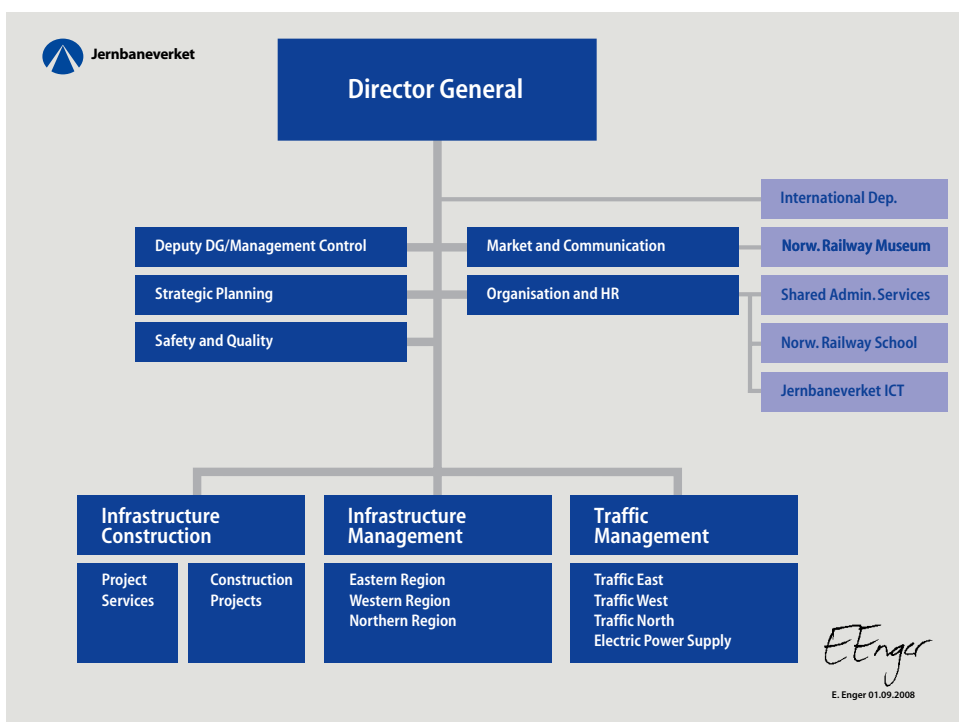 Jernbaneverket
Director General
International Dep.
Deputy DG/Management Control
Market and Communication
Norw. Railway Museum
Strategic Planning
Organisation and HR
Shared Admin. Services
Safety and Quality
Norw. Railway School
Jernbaneverket ICT
Infrastructure
Construction
Project
Services
Construction
Projects
Infrastructure
Management
Eastern Region
Western Region
Northern Region
Traffic
Management
Traffic East
Traffic West
Traffic North
Electric Power Supply
E Enger
E. Enger 01.09.2008